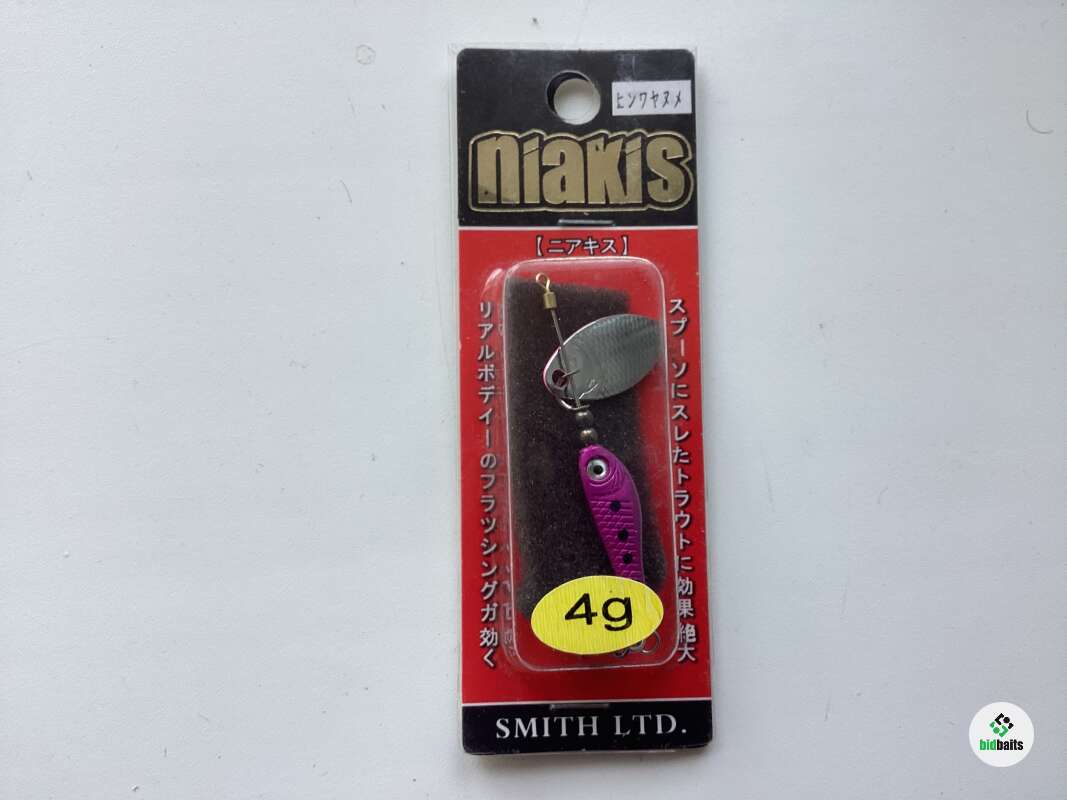 ヒンワヤヌメ
niakis
【ニアキス】
スプーンにスレたトラウトに効果絶大
リアルボディーのフラッシングガ効く
4g
SMITH LTD.
bidbaits